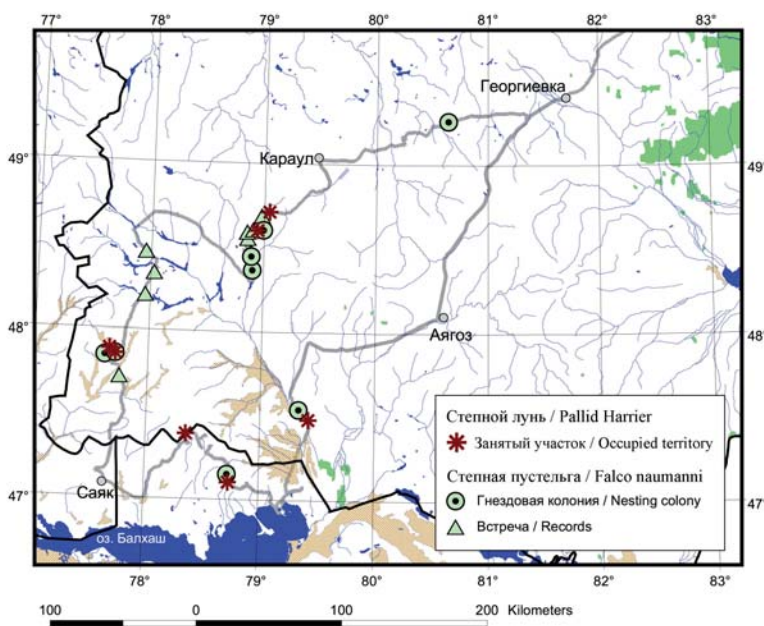 77° 78° 79° 80° 81° 82° 83°
Георгиевка
49° Караул 49°
48° Аягоз 48°
Степной лунь / Pallid Harrier
Занятый участок / Occupied territory
Степная пустельга / Falco naumanni
Гнездовая колония / Nesting colony
Встреча / Records
47° Саяк 47°
оз. Балхаш
78° 79° 80° 81° 82° 83°
100 0 100 200 Kilometers